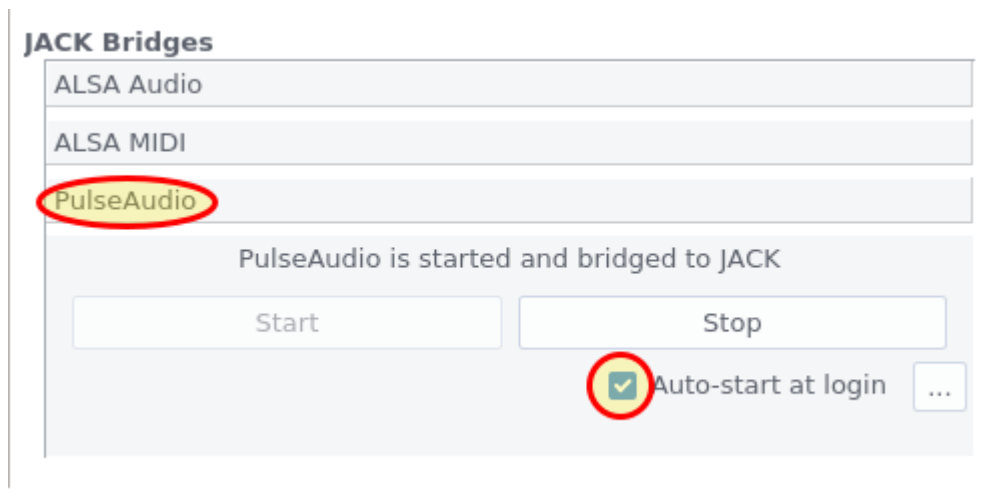 JACK Bridges
ALSA Audio
ALSA MIDI
PulseAudio
PulseAudio is started and bridged to JACK
Start Stop
Auto-start at login ...